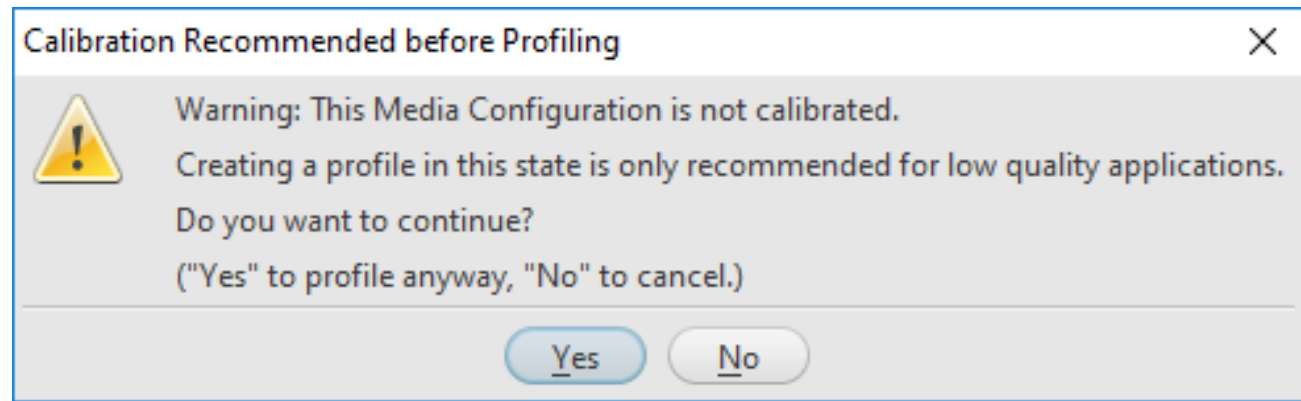 Calibration Recommended before Profiling
Warning: This Media Configuration is not calibrated.
Creating a profile in this state is only recommended for low quality applications.
Do you want to continue?
("Yes" to profile anyway, "No" to cancel.)
Yes No